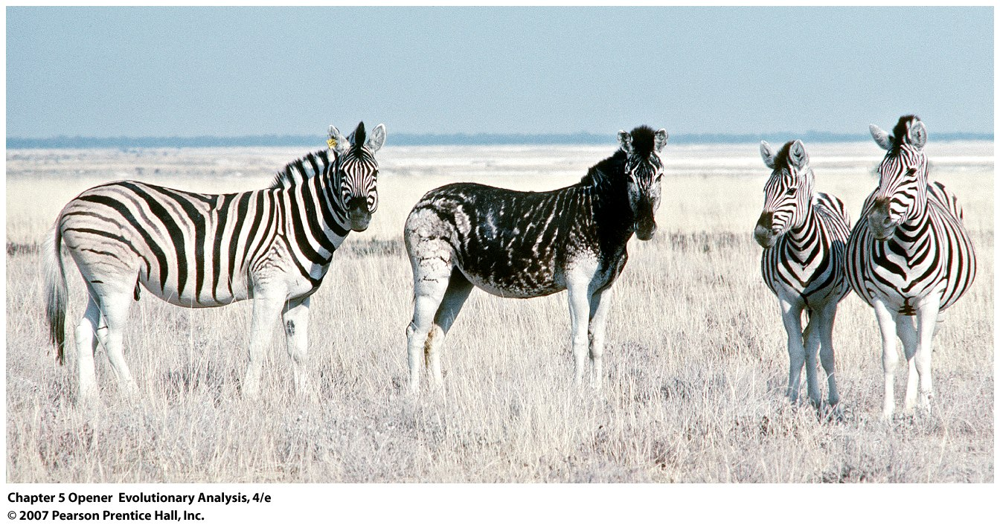 Chapter 5 Opener  Evolutionary Analysis, 4/e
© 2007 Pearson Prentice Hall, Inc.